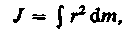 J = ∫ r² dm,